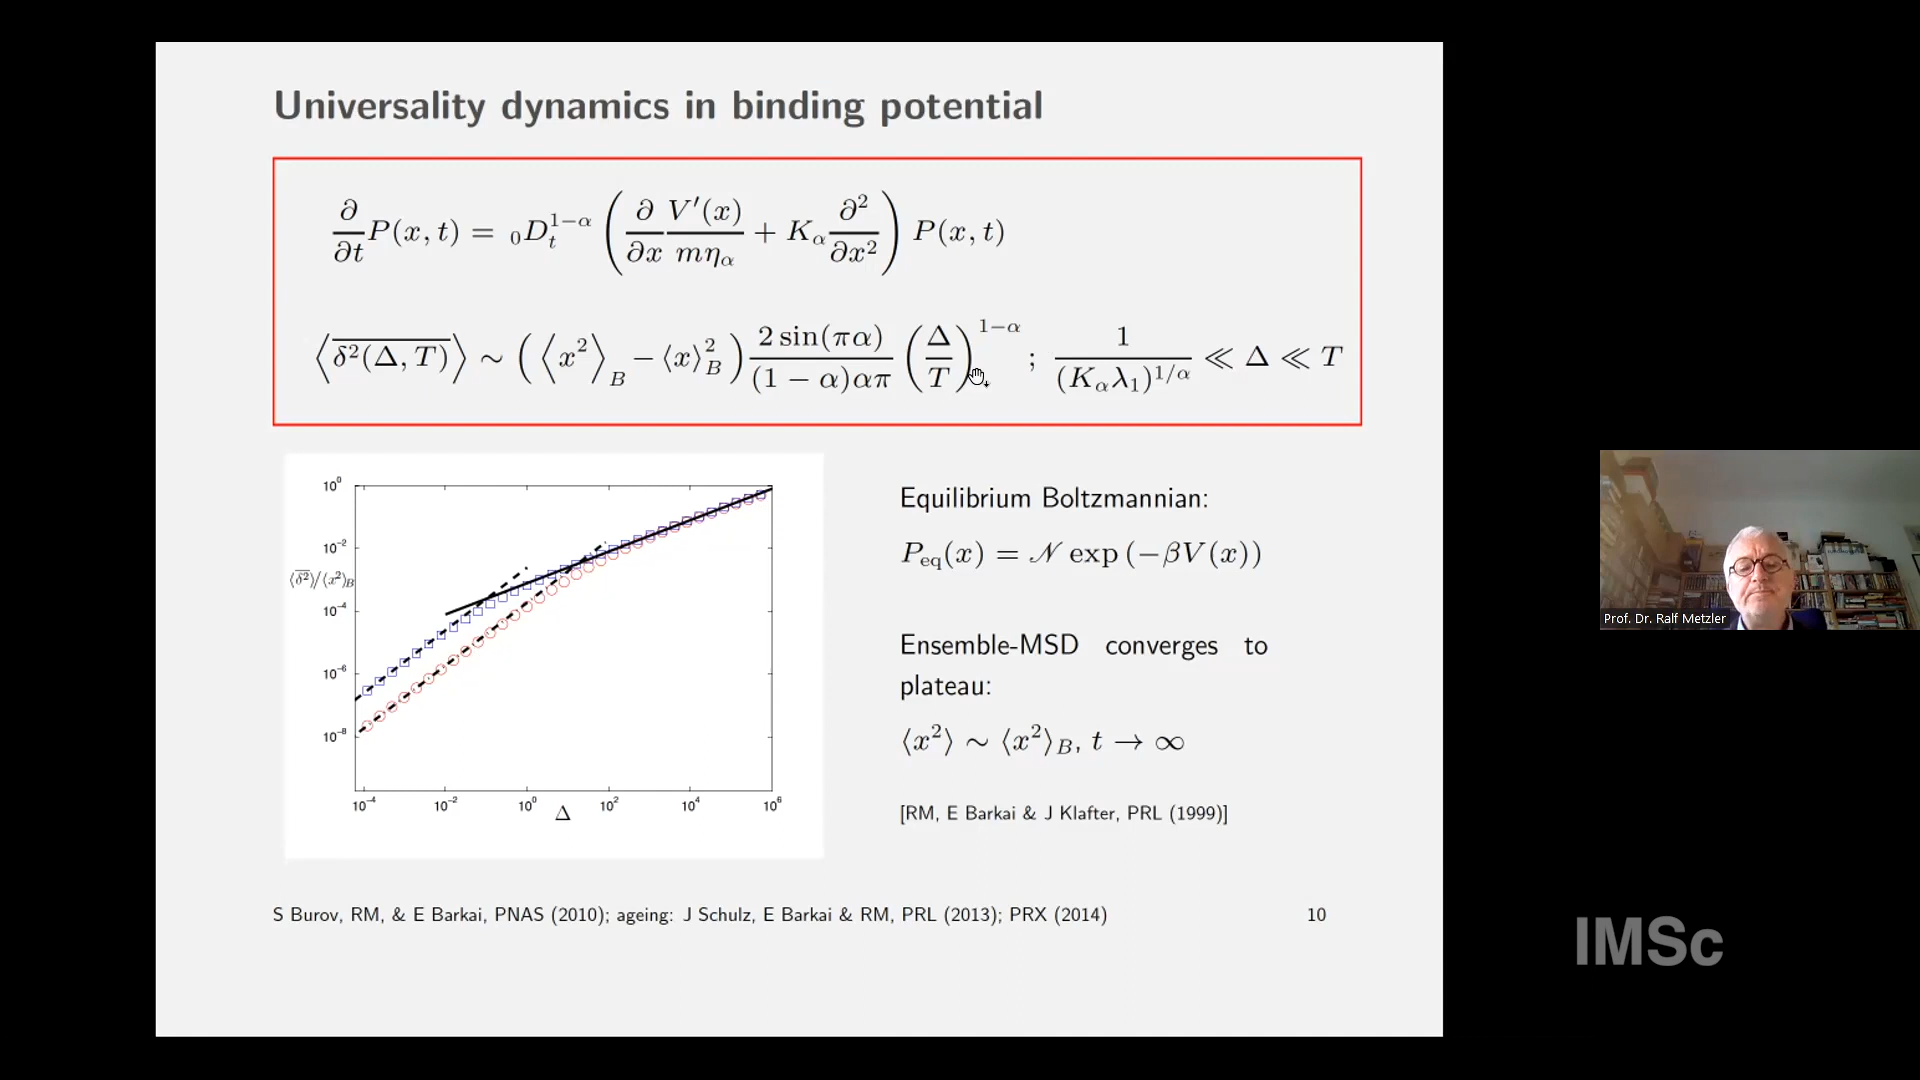 Universality dynamics in binding potential
∂/∂t P(x, t) = ₀D_t^{1−α} ( ∂/∂x V′(x)/(mη_α) + K_α ∂²/∂x² ) P(x, t)
⟨δ²(Δ, T)⟩ ∼ ( ⟨x²⟩_B − ⟨x⟩²_B ) 2 sin(πα)/((1 − α)απ) (Δ/T)^{1−α} ; 1/(K_αλ₁)^{1/α} ≪ Δ ≪ T
10⁰
10⁻²
⟨δ²⟩/⟨x²⟩_B
10⁻⁴
10⁻⁶
10⁻⁸
10⁻⁴ 10⁻² 10⁰ 10² 10⁴ 10⁶
Δ
Equilibrium Boltzmannian:
P_eq(x) = 𝒩 exp (−βV(x))
Ensemble-MSD converges to
plateau:
⟨x²⟩ ∼ ⟨x²⟩_B, t → ∞
[RM, E Barkai & J Klafter, PRL (1999)]
S Burov, RM, & E Barkai, PNAS (2010); ageing: J Schulz, E Barkai & RM, PRL (2013); PRX (2014)
10
Prof. Dr. Ralf Metzler
IMSc